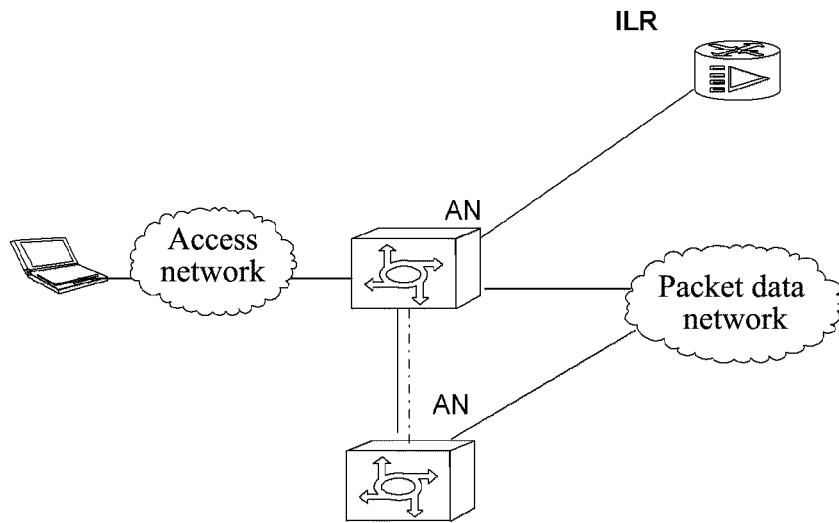 ILR
AN
Access
network
Packet data
network
AN